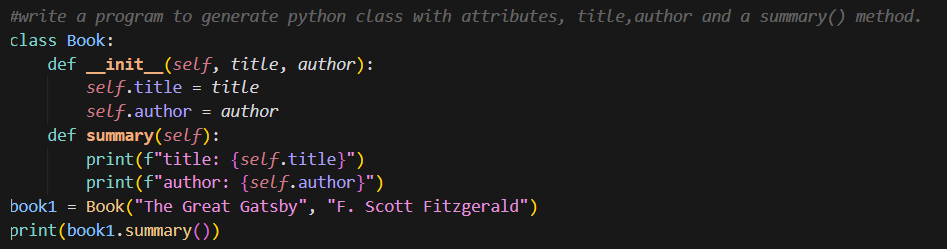 #write a program to generate python class with attributes, title,author and a summary() method.
class Book:
    def __init__(self, title, author):
        self.title = title
        self.author = author
    def summary(self):
        print(f"title: {self.title}")
        print(f"author: {self.author}")
book1 = Book("The Great Gatsby", "F. Scott Fitzgerald")
print(book1.summary())